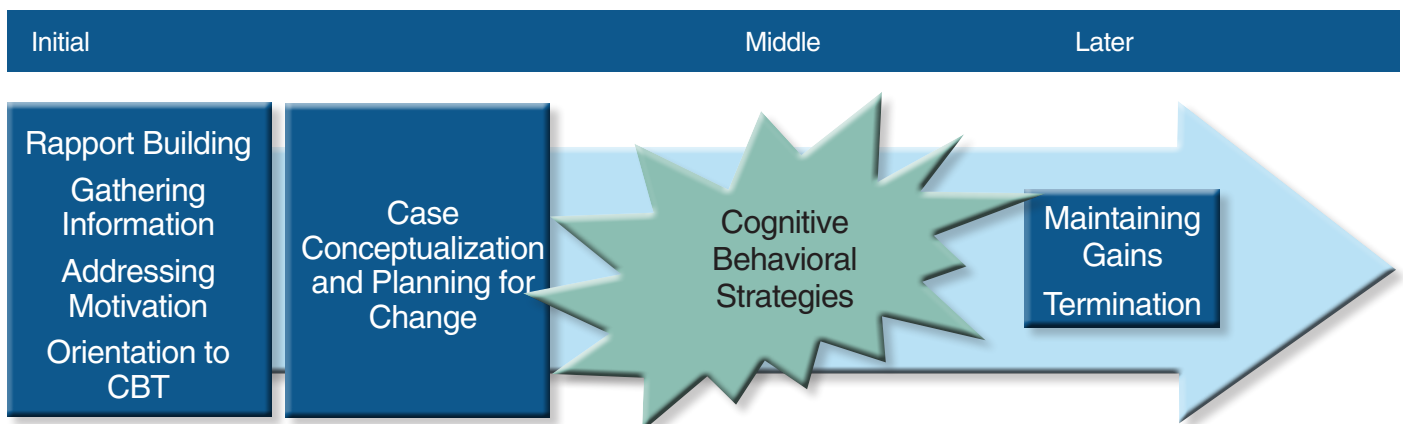 Initial
Middle
Later
Rapport Building
Gathering
Information
Addressing
Motivation
Orientation to
CBT
Case
Conceptualization
and Planning for
Change
Cognitive
Behavioral
Strategies
Maintaining
Gains
Termination